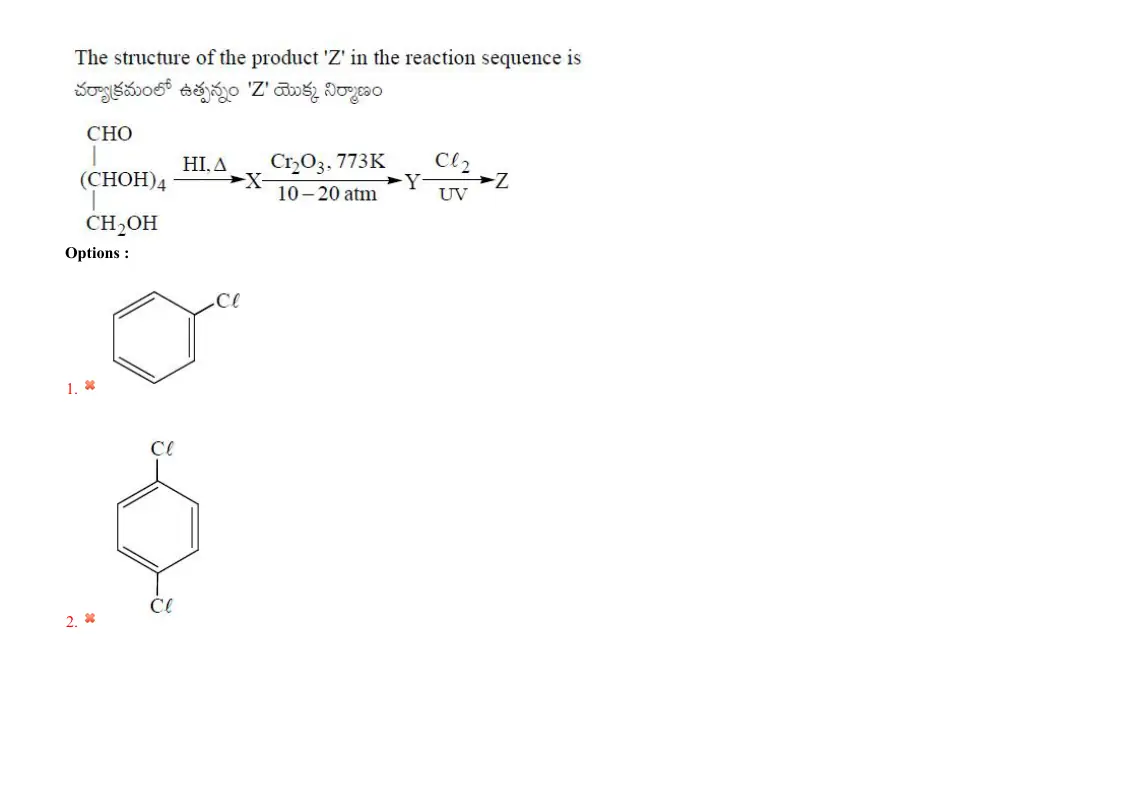 The structure of the product 'Z' in the reaction sequence is
చర్యాక్రమంలో ఉత్పన్నం 'Z' యొక్క నిర్మాణం
CHO
(CHOH)₄ HI, Δ X Cr₂O₃, 773K 10 – 20 atm Y Cℓ₂ UV Z
CH₂OH
Options :
Cℓ
1.
Cℓ
Cℓ
2.